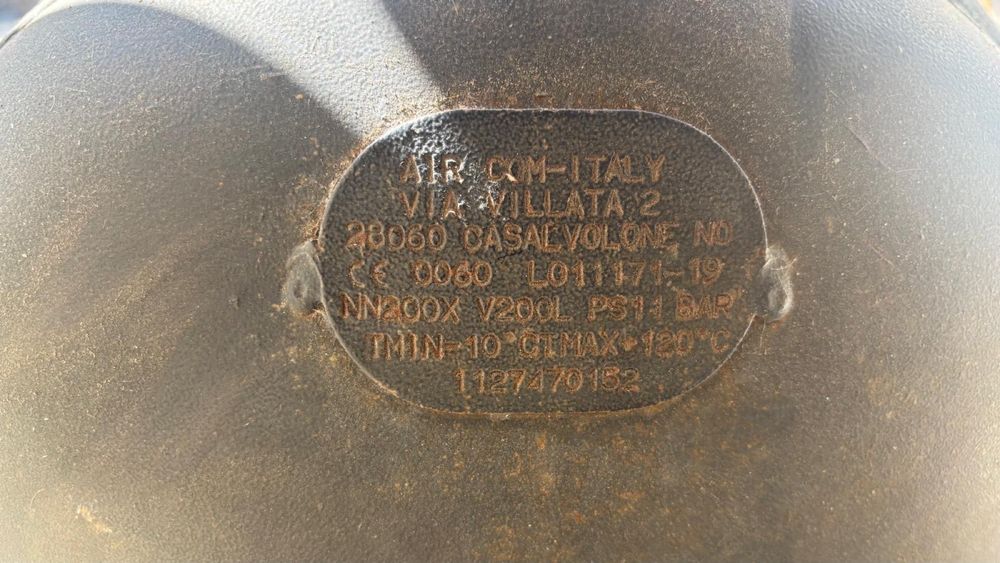 AIR COM-ITALY
VIA VILLATA 2
28060 CASALVOLONE NO
CE 0060 L011171-19
NN200X V200L PS11 BAR
TMIN-10°CTMAX+120°C
1127470152